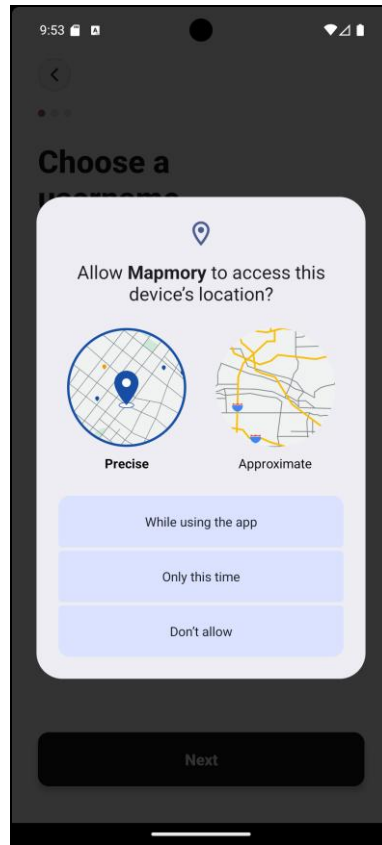 9:53
Choose a
username
Allow Mapmory to access this
device's location?
Precise
Approximate
While using the app
Only this time
Don't allow
Next